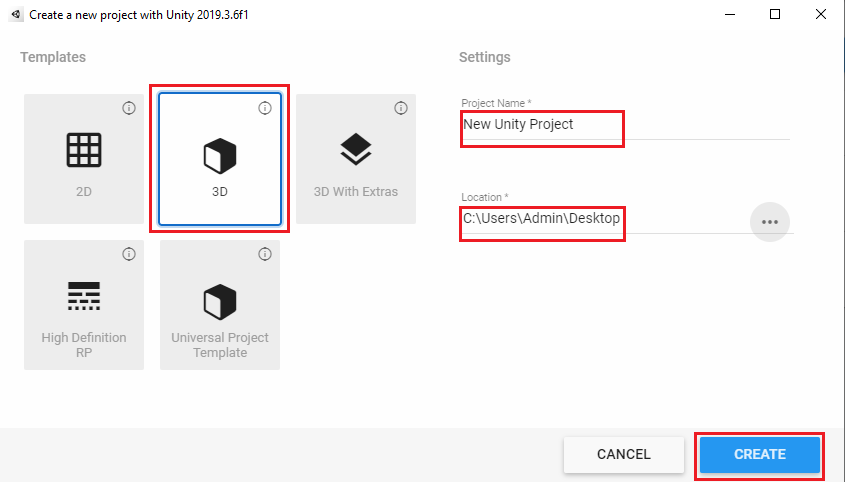 Create a new project with Unity 2019.3.6f1
Templates
Settings
2D
3D
3D With Extras
High Definition
RP
Universal Project
Template
Project Name *
New Unity Project
Location *
C:\Users\Admin\Desktop
CANCEL
CREATE